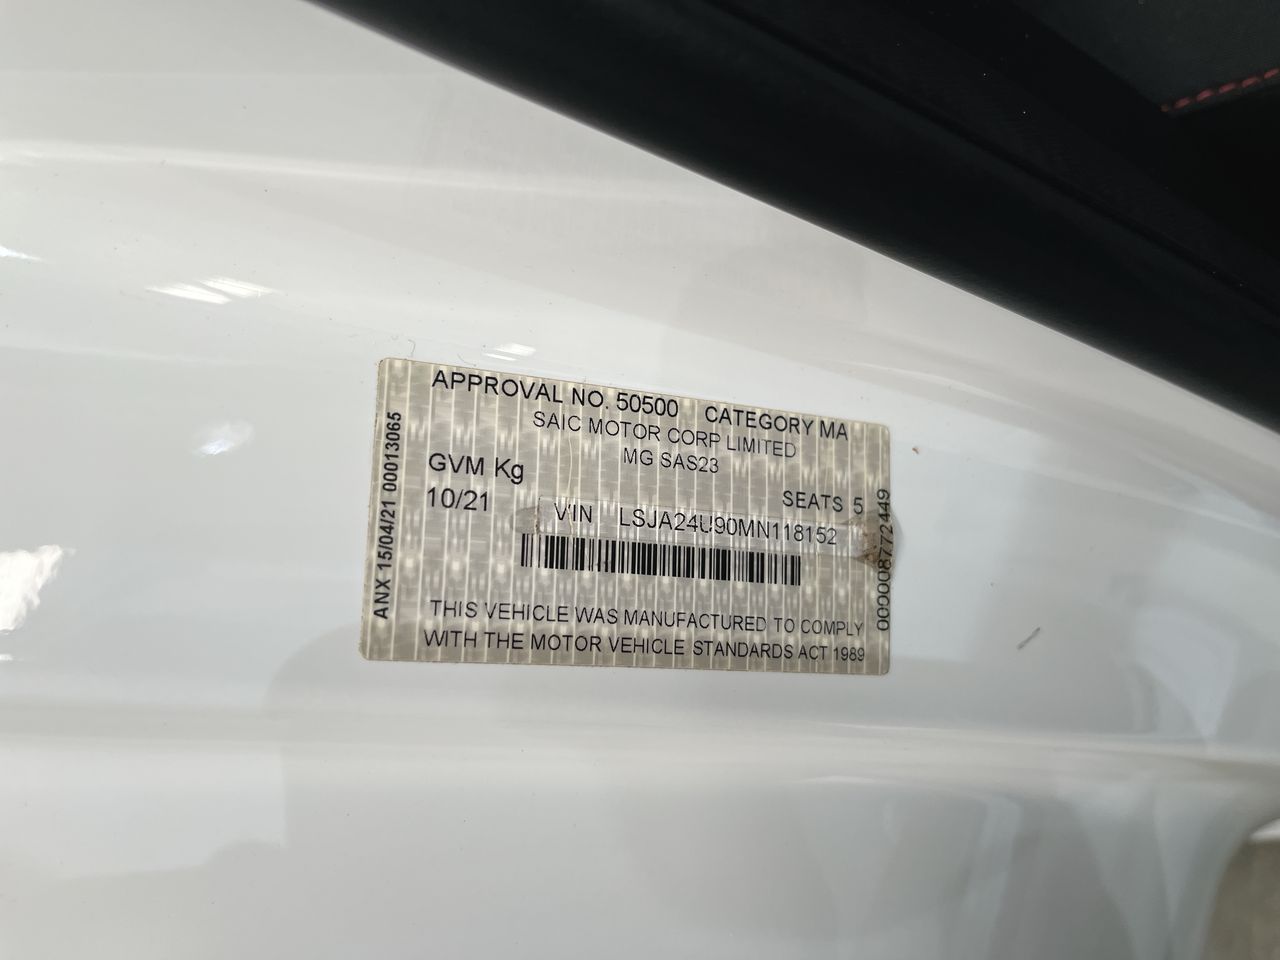 APPROVAL NO. 50500 CATEGORY MA
SAIC MOTOR CORP LIMITED
MG SAS23
GVM Kg
SEATS 5
10/21
VIN LSJA24U90MN118152
THIS VEHICLE WAS MANUFACTURED TO COMPLY
WITH THE MOTOR VEHICLE STANDARDS ACT 1989
ANX 15/04/21 00013065
000008772449